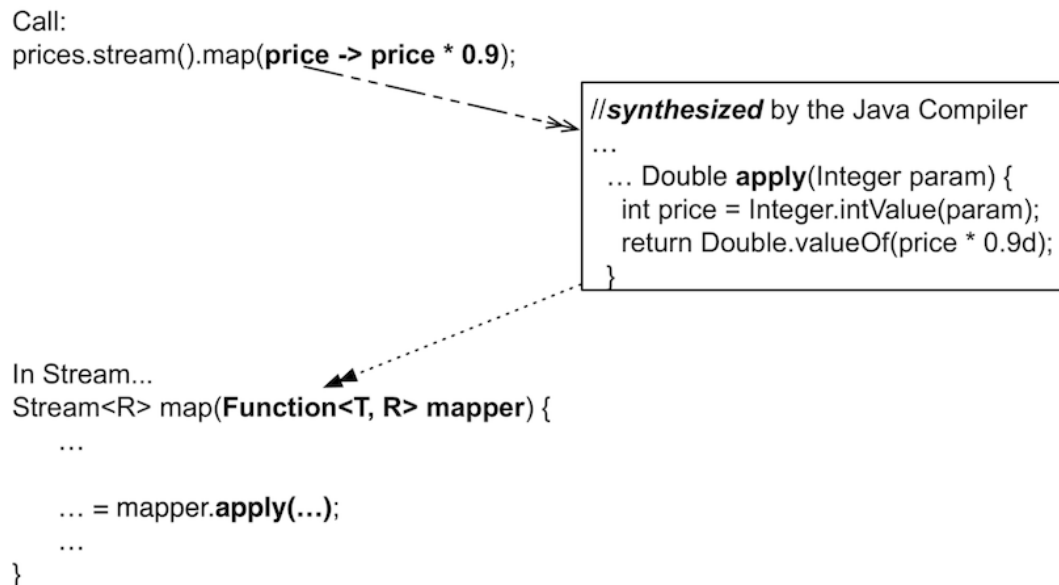 Call:
prices.stream().map(price -> price * 0.9);
//synthesized by the Java Compiler
…
… Double apply(Integer param) {
int price = Integer.intValue(param);
return Double.valueOf(price * 0.9d);
}
In Stream...
Stream<R> map(Function<T, R> mapper) {
…
… = mapper.apply(…);
…
}